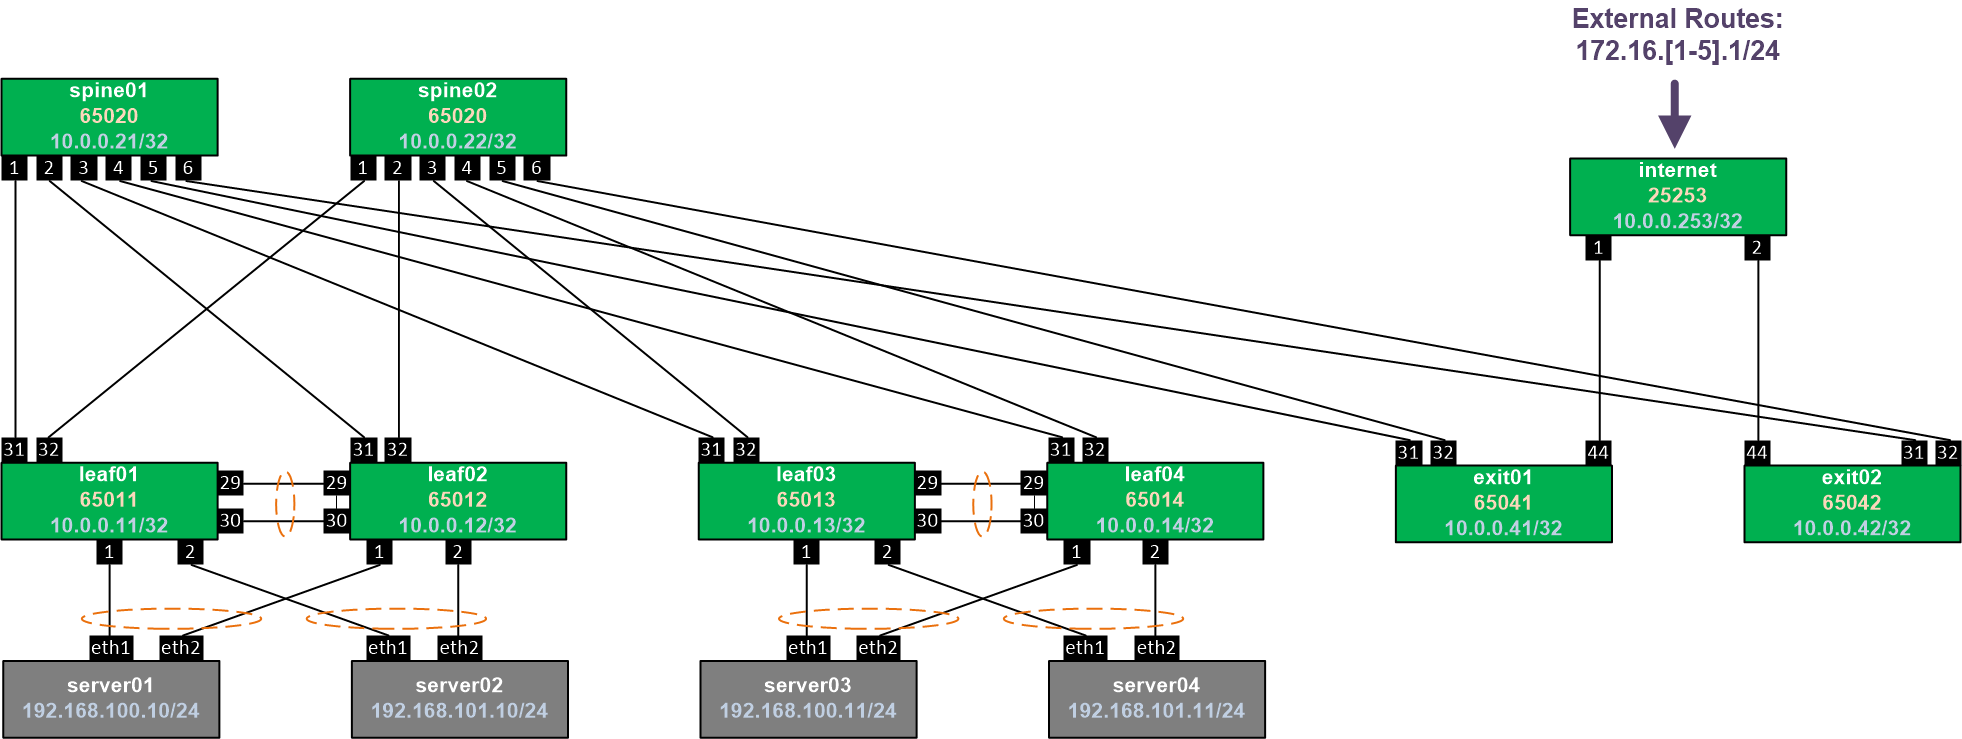 External Routes:
172.16.[1-5].1/24
spine01
65020
10.0.0.21/32
1 2 3 4 5 6
spine02
65020
10.0.0.22/32
1 2 3 4 5 6
internet
25253
10.0.0.253/32
1 2
31 32
leaf01
65011
10.0.0.11/32
29
30
1 2
31 32
leaf02
65012
10.0.0.12/32
29
30
1 2
31 32
leaf03
65013
10.0.0.13/32
29
30
1 2
31 32
leaf04
65014
10.0.0.14/32
29
30
1 2
31 32 44
exit01
65041
10.0.0.41/32
44 31 32
exit02
65042
10.0.0.42/32
eth1 eth2
server01
192.168.100.10/24
eth1 eth2
server02
192.168.101.10/24
eth1 eth2
server03
192.168.100.11/24
eth1 eth2
server04
192.168.101.11/24